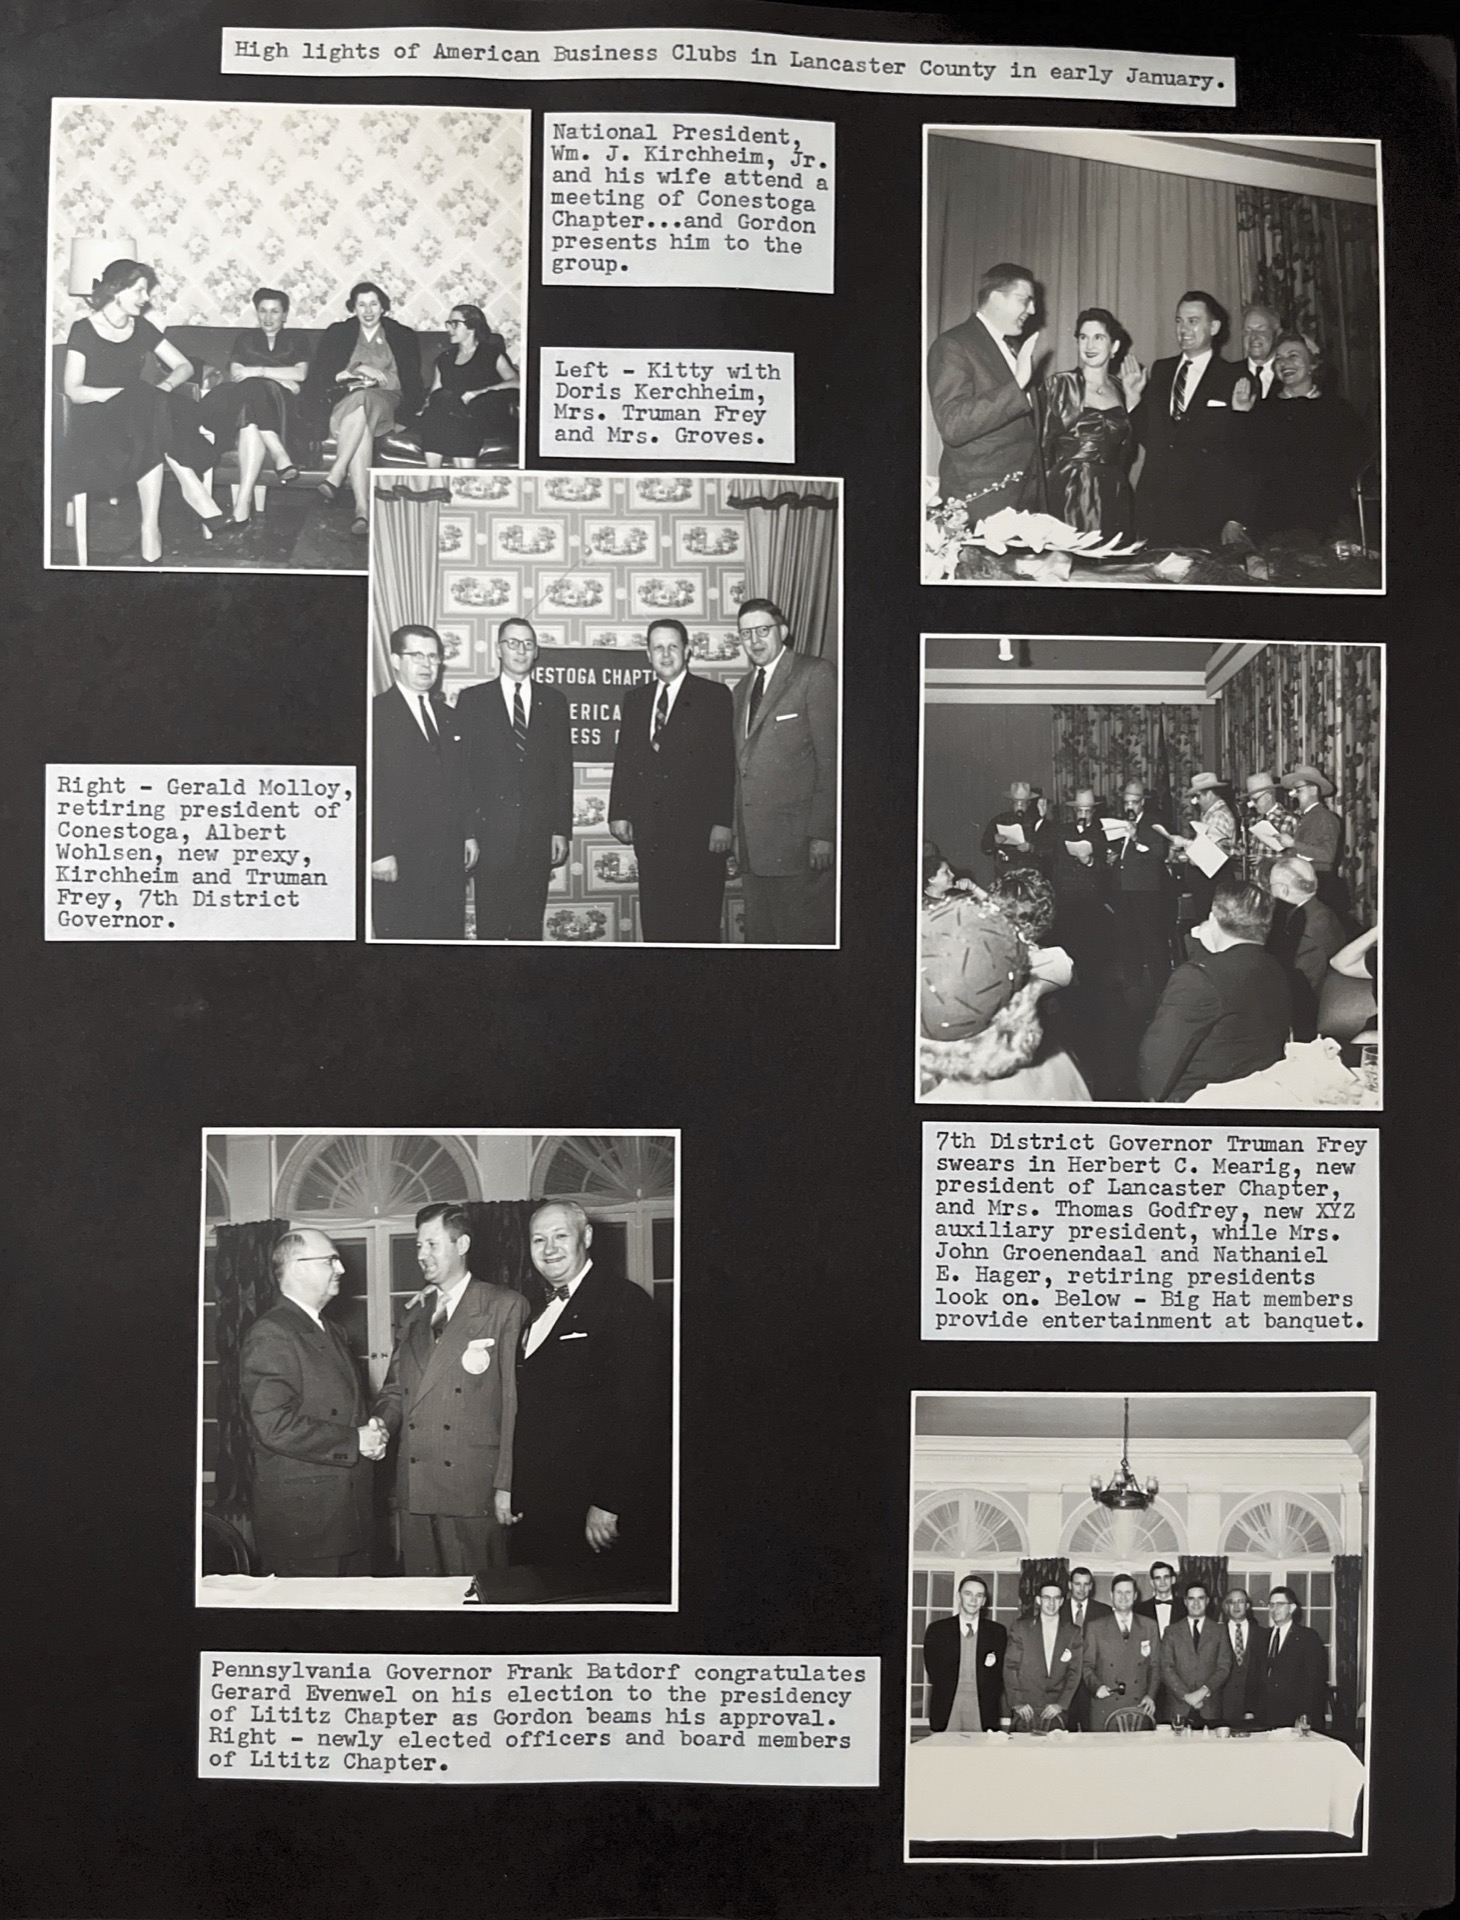 High lights of American Business Clubs in Lancaster County in early January.
National President,
Wm. J. Kirchheim, Jr.
and his wife attend a
meeting of Conestoga
Chapter...and Gordon
presents him to the
group.
Left - Kitty with
Doris Kerchheim,
Mrs. Truman Frey
and Mrs. Groves.
ESTOGA CHAPT
ERICA
ESS
Right - Gerald Molloy,
retiring president of
Conestoga, Albert
Wohlsen, new prexy,
Kirchheim and Truman
Frey, 7th District
Governor.
7th District Governor Truman Frey
swears in Herbert C. Mearig, new
president of Lancaster Chapter,
and Mrs. Thomas Godfrey, new XYZ
auxiliary president, while Mrs.
John Groenendaal and Nathaniel
E. Hager, retiring presidents
look on. Below - Big Hat members
provide entertainment at banquet.
Pennsylvania Governor Frank Batdorf congratulates
Gerard Evenwel on his election to the presidency
of Lititz Chapter as Gordon beams his approval.
Right - newly elected officers and board members
of Lititz Chapter.